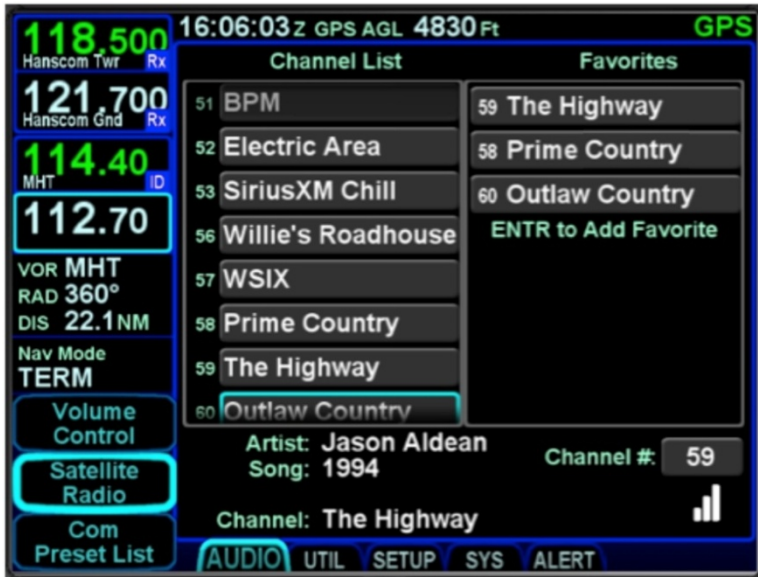 118.500
Hanscom Twr Rx
121.700
Hanscom Gnd Rx
114.40
MHT ID
112.70
VOR MHT
RAD 360°
DIS 22.1NM
Nav Mode
TERM
Volume
Control
Satellite
Radio
Com
Preset List
16:06:03 Z GPS AGL 4830 Ft GPS
Channel List
51 BPM
52 Electric Area
53 SiriusXM Chill
56 Willie's Roadhouse
57 WSIX
58 Prime Country
59 The Highway
60 Outlaw Country
Favorites
59 The Highway
58 Prime Country
60 Outlaw Country
ENTR to Add Favorite
Artist: Jason Aldean
Song: 1994
Channel: The Highway
Channel #: 59
AUDIO UTIL SETUP SYS ALERT